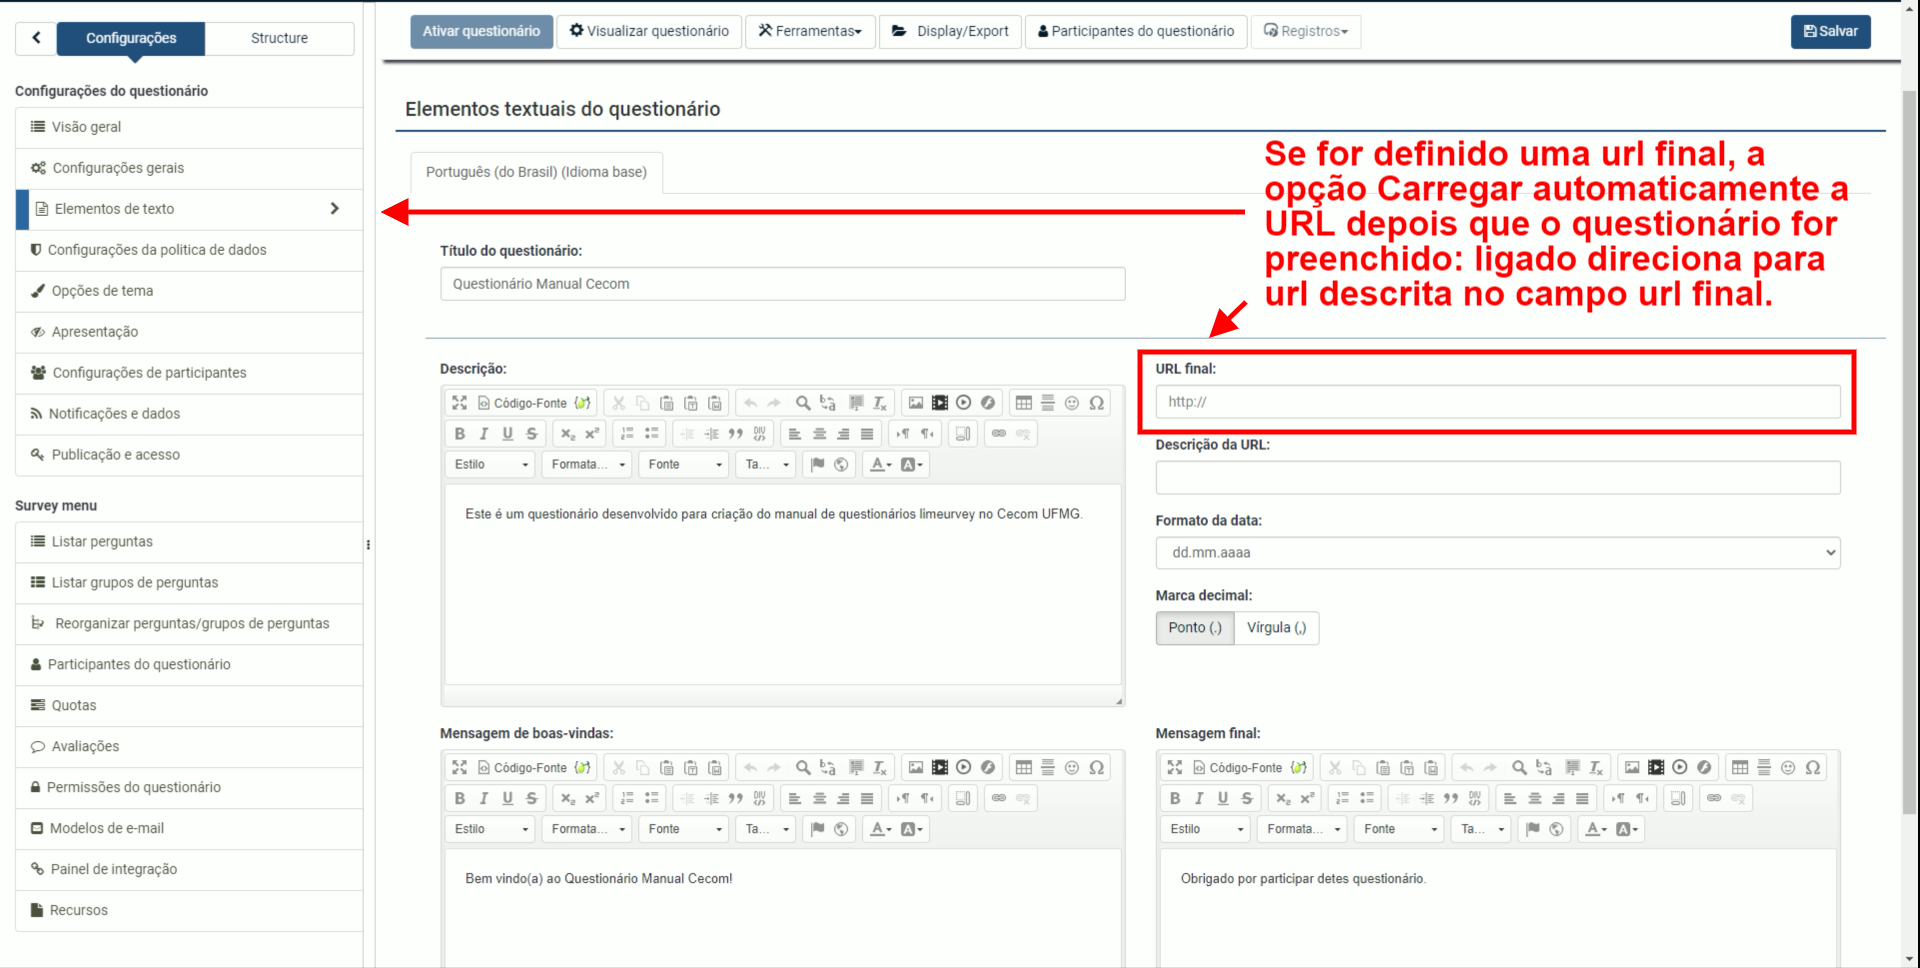 Configurações
Structure
Ativar questionário
Visualizar questionário
Ferramentas
Display/Export
Participantes do questionário
Registros
Salvar
Configurações do questionário
Visão geral
Configurações gerais
Elementos de texto
Configurações da politica de dados
Opções de tema
Apresentação
Configurações de participantes
Notificações e dados
Publicação e acesso
Survey menu
Listar perguntas
Listar grupos de perguntas
Reorganizar perguntas/grupos de perguntas
Participantes do questionário
Quotas
Avaliações
Permissões do questionário
Modelos de e-mail
Painel de integração
Recursos
Elementos textuais do questionário
Português (do Brasil) (Idioma base)
Se for definido uma url final, a
opção Carregar automaticamente a
URL depois que o questionário for
preenchido: ligado direciona para
url descrita no campo url final.
Título do questionário:
Questionário Manual Cecom
Descrição:
Código-Fonte
Estilo
Formata...
Fonte
Ta...
Este é um questionário desenvolvido para criação do manual de questionários limeurvey no Cecom UFMG.
URL final:
http://
Descrição da URL:
Formato da data:
dd.mm.aaaa
Marca decimal:
Ponto (.)
Vírgula (,)
Mensagem de boas-vindas:
Código-Fonte
Estilo
Formata...
Fonte
Ta...
Bem vindo(a) ao Questionário Manual Cecom!
Mensagem final:
Código-Fonte
Estilo
Formata...
Fonte
Ta...
Obrigado por participar detes questionário.